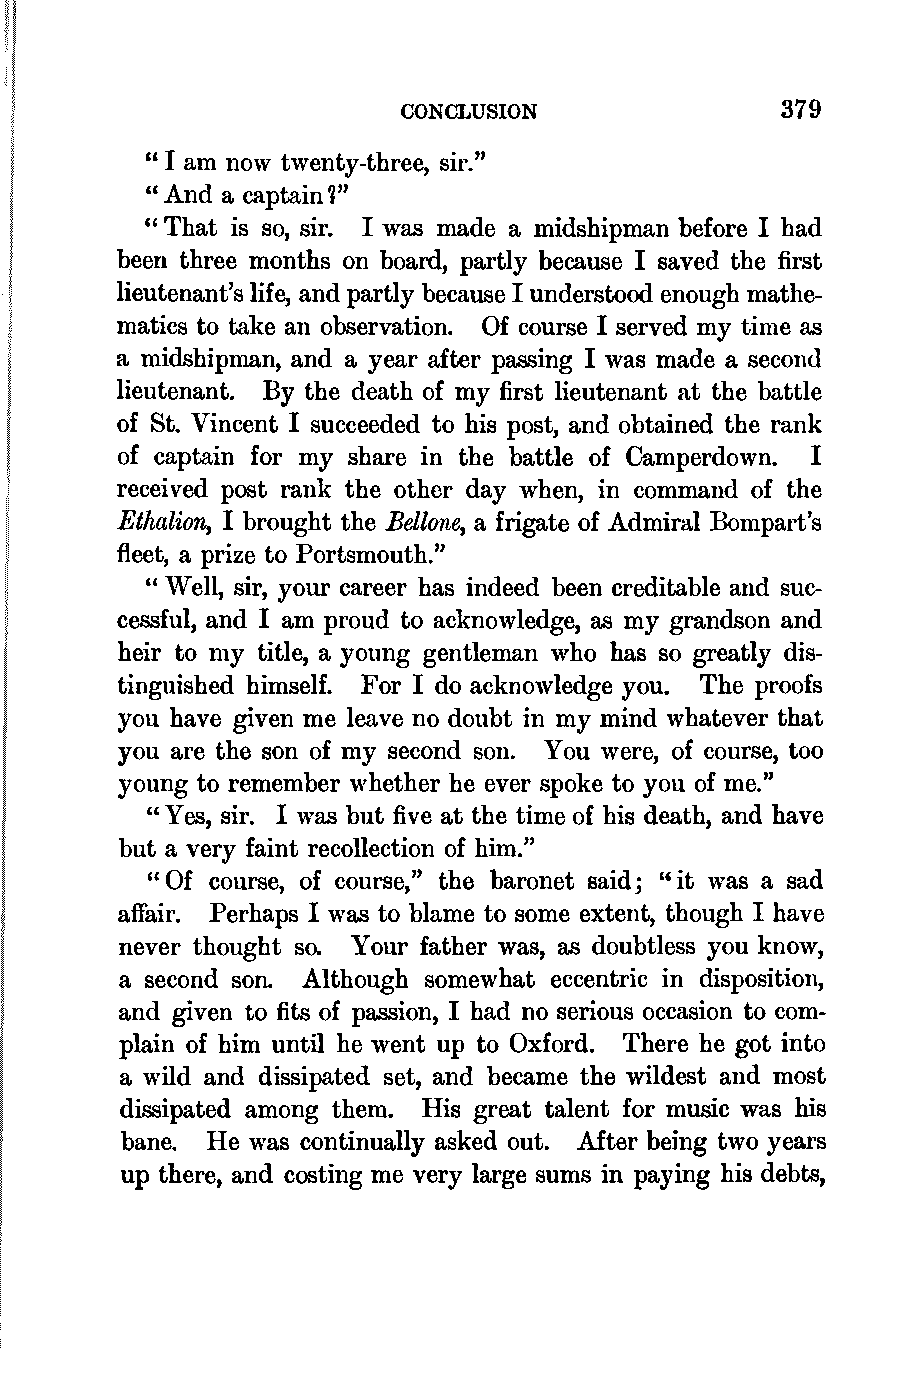 CONCLUSION 379
" I am now twenty-three, sir."
" And a captain?"
" That is so, sir. I was made a midshipman before I had
been three months on board, partly because I saved the first
lieutenant's life, and partly because I understood enough mathe-
matics to take an observation. Of course I served my time as
a midshipman, and a year after passing I was made a second
lieutenant. By the death of my first lieutenant at the battle
of St. Vincent I succeeded to his post, and obtained the rank
of captain for my share in the battle of Camperdown. I
received post rank the other day when, in command of the
Ethalion, I brought the Bellone, a frigate of Admiral Bompart's
fleet, a prize to Portsmouth."
" Well, sir, your career has indeed been creditable and suc-
cessful, and I am proud to acknowledge, as my grandson and
heir to my title, a young gentleman who has so greatly dis-
tinguished himself. For I do acknowledge you. The proofs
you have given me leave no doubt in my mind whatever that
you are the son of my second son. You were, of course, too
young to remember whether he ever spoke to you of me."
" Yes, sir. I was but five at the time of his death, and have
but a very faint recollection of him."
" Of course, of course," the baronet said; " it was a sad
affair. Perhaps I was to blame to some extent, though I have
never thought so. Your father was, as doubtless you know,
a second son. Although somewhat eccentric in disposition,
and given to fits of passion, I had no serious occasion to com-
plain of him until he went up to Oxford. There he got into
a wild and dissipated set, and became the wildest and most
dissipated among them. His great talent for music was his
bane. He was continually asked out. After being two years
up there, and costing me very large sums in paying his debts,